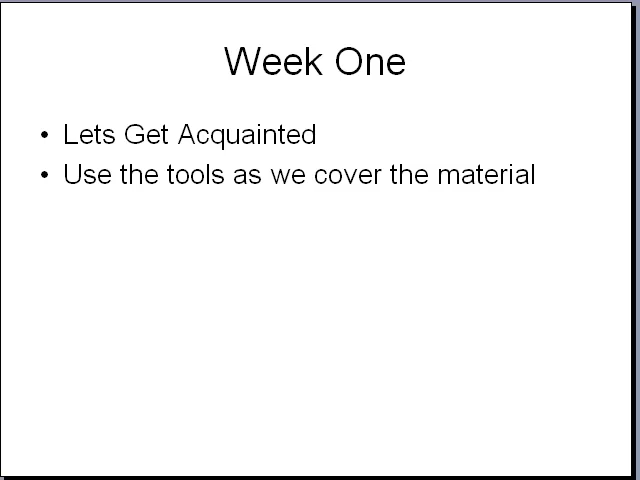 Week One
• Lets Get Acquainted
• Use the tools as we cover the material